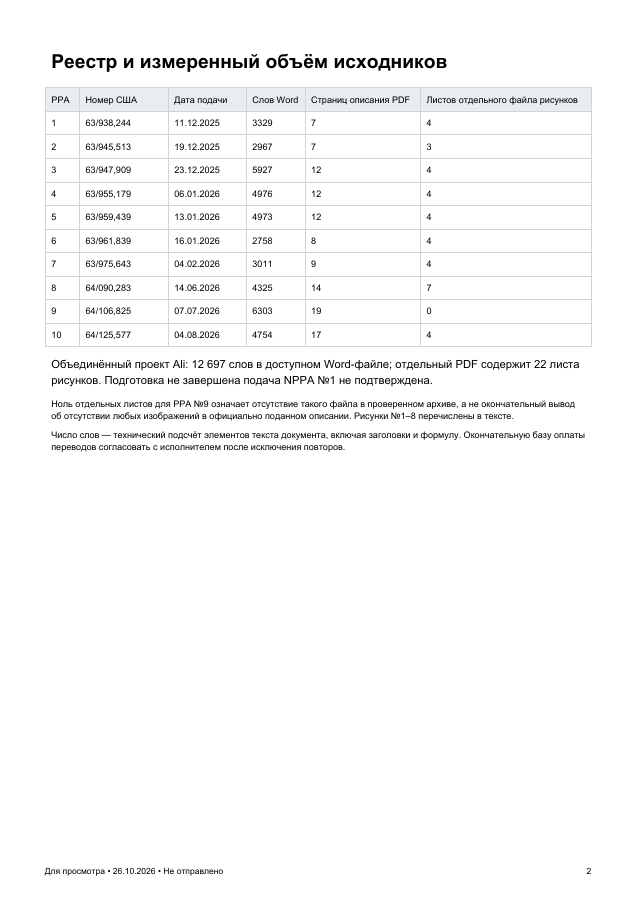 Реестр и измеренный объём исходников
PPA Номер США Дата подачи Слов Word Страниц описания PDF Листов отдельного файла рисунков
1 63/938,244 11.12.2025 3329 7 4
2 63/945,513 19.12.2025 2967 7 3
3 63/947,909 23.12.2025 5927 12 4
4 63/955,179 06.01.2026 4976 12 4
5 63/959,439 13.01.2026 4973 12 4
6 63/961,839 16.01.2026 2758 8 4
7 63/975,643 04.02.2026 3011 9 4
8 64/090,283 14.06.2026 4325 14 7
9 64/106,825 07.07.2026 6303 19 0
10 64/125,577 04.08.2026 4754 17 4
Объединённый проект Ali: 12 697 слов в доступном Word-файле; отдельный PDF содержит 22 листа
рисунков. Подготовка не завершена подача NPPA №1 не подтверждена.
Ноль отдельных листов для PPA №9 означает отсутствие такого файла в проверенном архиве, а не окончательный вывод
об отсутствии любых изображений в официально поданном описании. Рисунки №1–8 перечислены в тексте.
Число слов — технический подсчёт элементов текста документа, включая заголовки и формулу. Окончательную базу оплаты
переводов согласовать с исполнителем после исключения повторов.
Для просмотра • 26.10.2026 • Не отправлено 2